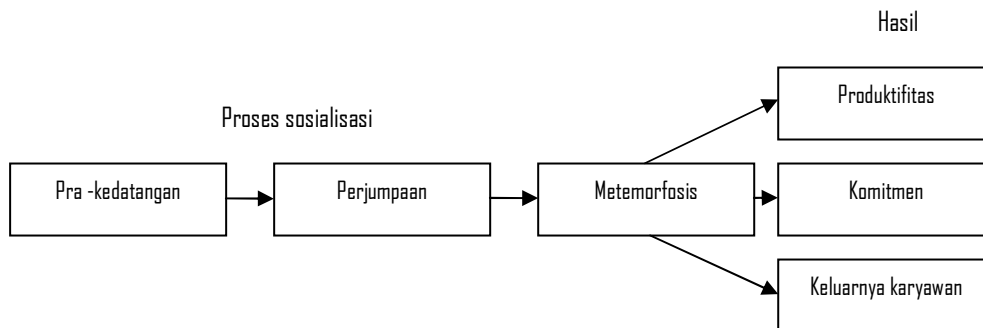 Hasil
Produktifitas
Proses sosialisasi
Pra -kedatangan
Perjumpaan
Metemorfosis
Komitmen
Keluarnya karyawan